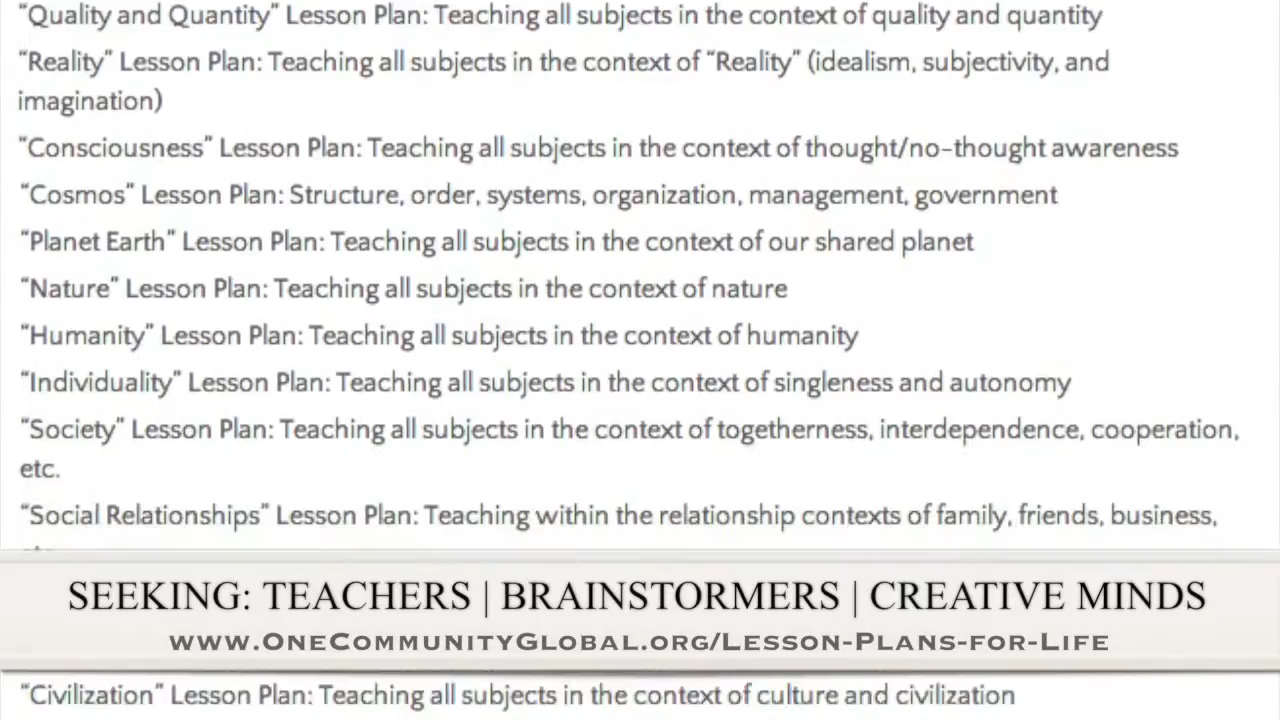 “Quality and Quantity” Lesson Plan: Teaching all subjects in the context of quality and quantity
“Reality” Lesson Plan: Teaching all subjects in the context of “Reality” (idealism, subjectivity, and
imagination)
“Consciousness” Lesson Plan: Teaching all subjects in the context of thought/no-thought awareness
“Cosmos” Lesson Plan: Structure, order, systems, organization, management, government
“Planet Earth” Lesson Plan: Teaching all subjects in the context of our shared planet
“Nature” Lesson Plan: Teaching all subjects in the context of nature
“Humanity” Lesson Plan: Teaching all subjects in the context of humanity
“Individuality” Lesson Plan: Teaching all subjects in the context of singleness and autonomy
“Society” Lesson Plan: Teaching all subjects in the context of togetherness, interdependence, cooperation,
etc.
“Social Relationships” Lesson Plan: Teaching within the relationship contexts of family, friends, business,
SEEKING: TEACHERS | BRAINSTORMERS | CREATIVE MINDS
www.OneCommunityGlobal.org/Lesson-Plans-for-Life
“Civilization” Lesson Plan: Teaching all subjects in the context of culture and civilization